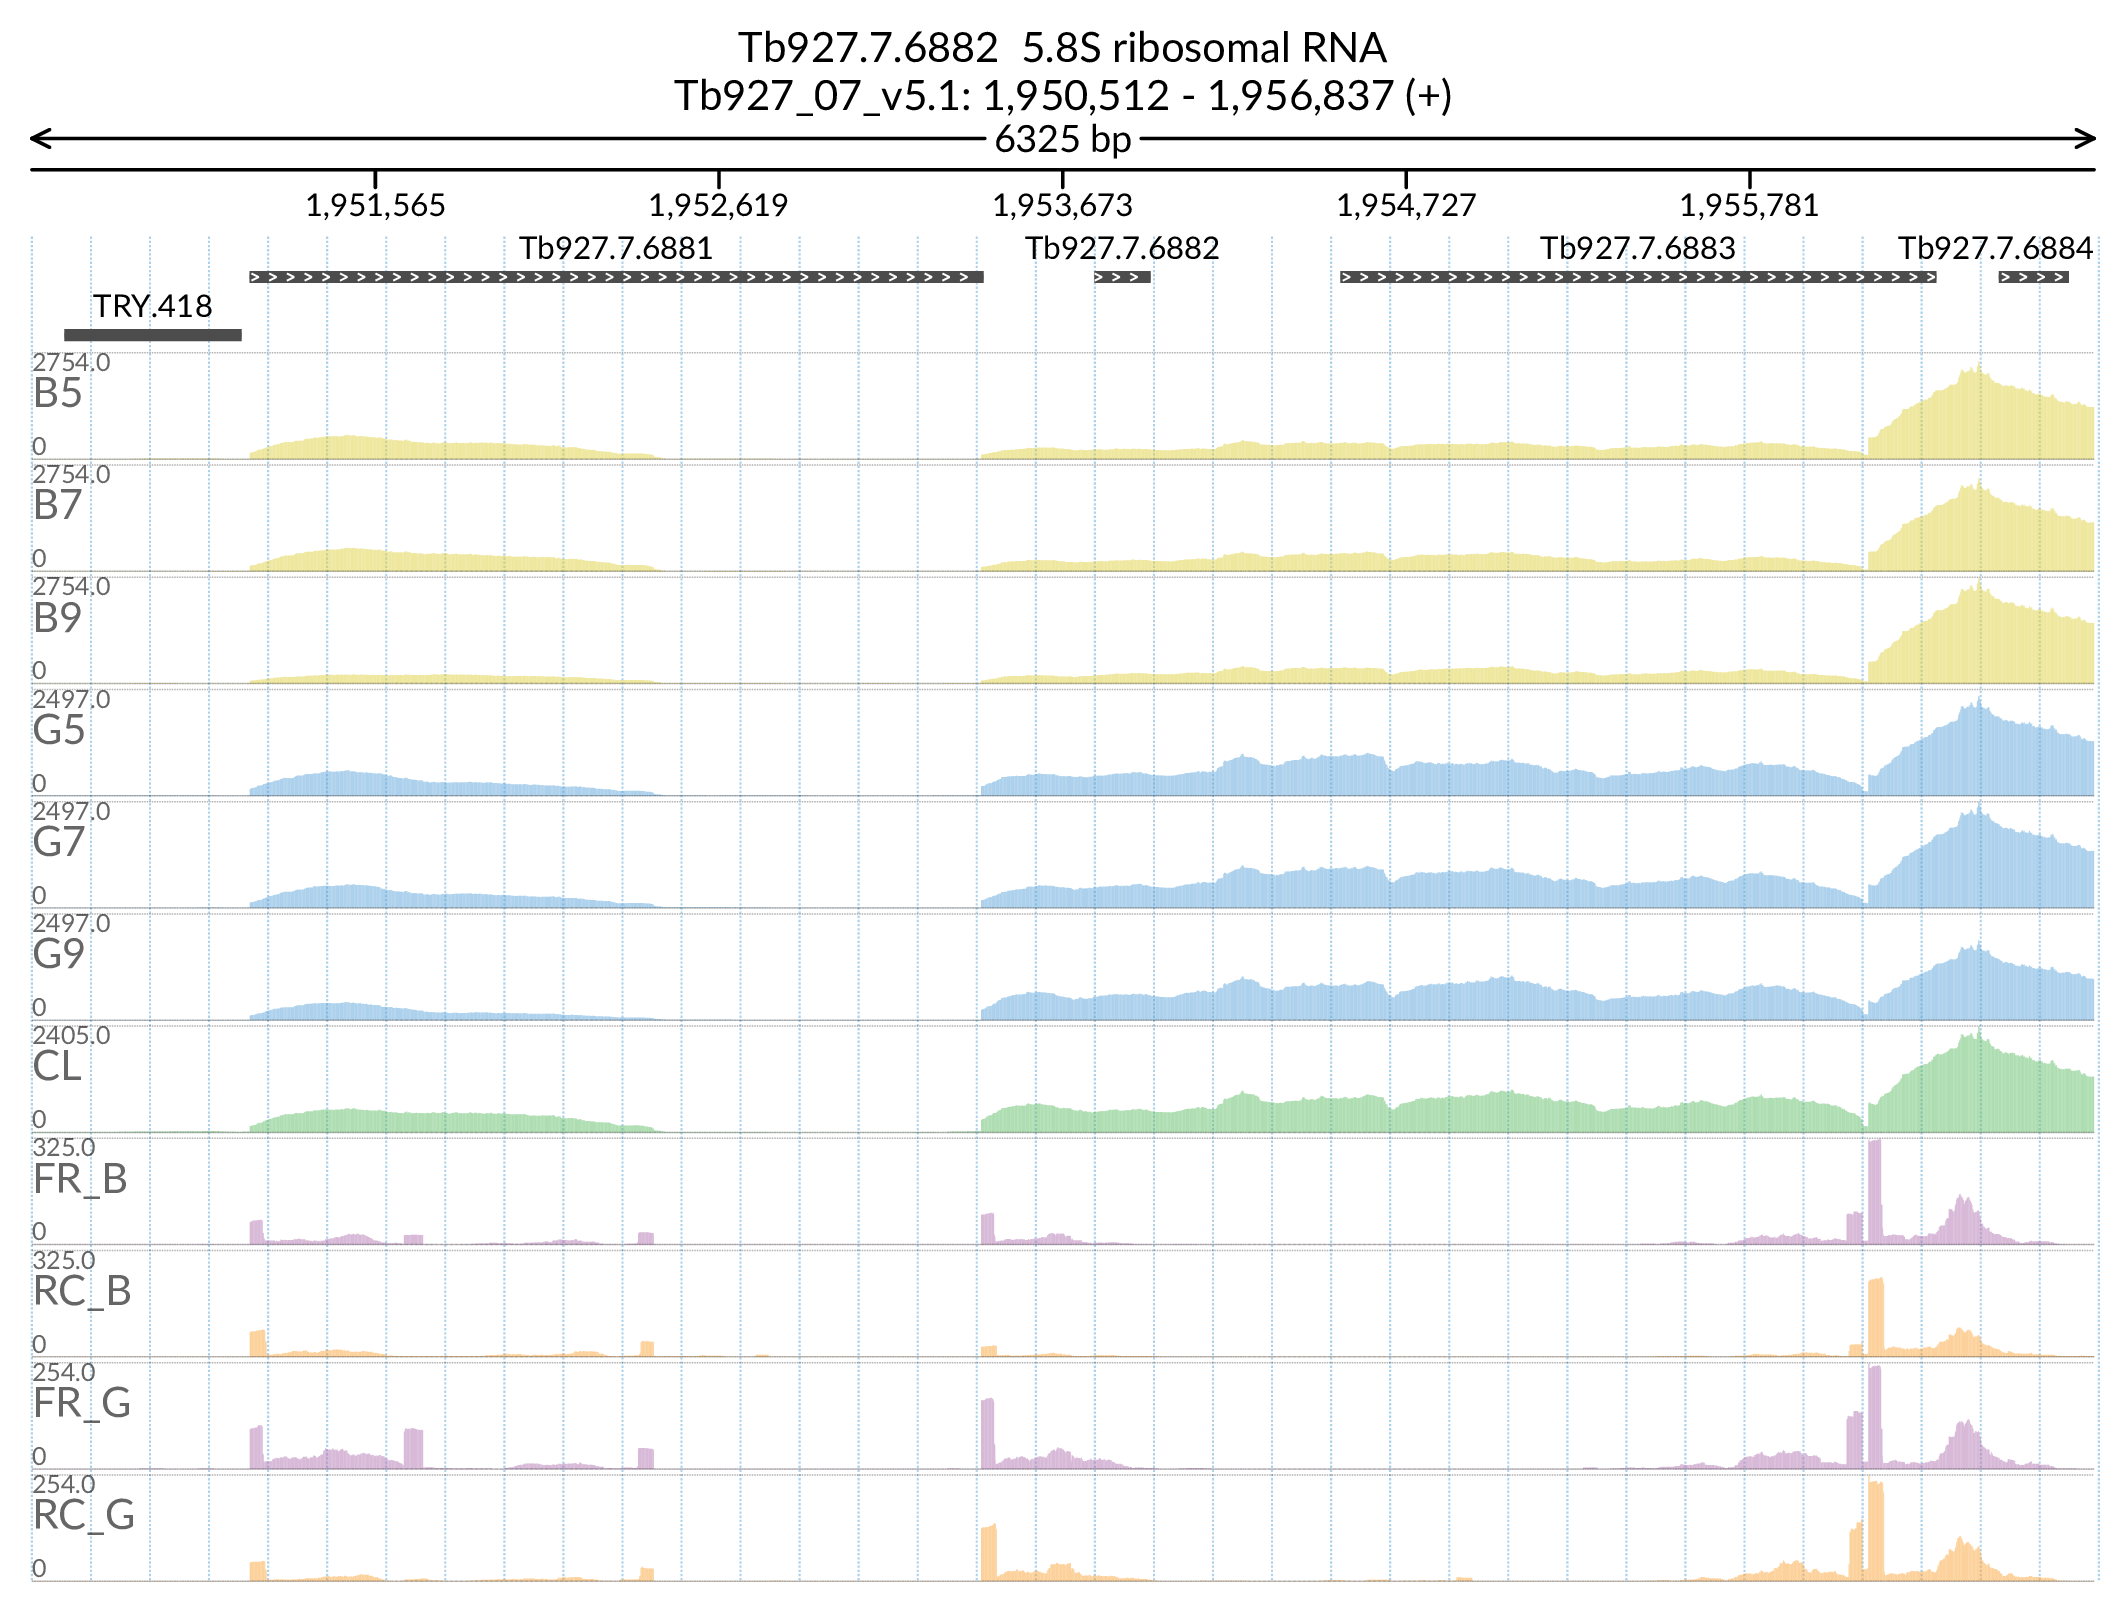 Tb927.7.6882  5.8S ribosomal RNA
Tb927_07_v5.1: 1,950,512 - 1,956,837 (+)
6325 bp
1,951,565 1,952,619 1,953,673 1,954,727 1,955,781
Tb927.7.6881 Tb927.7.6882 Tb927.7.6883 Tb927.7.6884
TRY.418
2754.0
B5
0
2754.0
B7
0
2754.0
B9
0
2497.0
G5
0
2497.0
G7
0
2497.0
G9
0
2405.0
CL
0
325.0
FR_B
0
325.0
RC_B
0
254.0
FR_G
0
254.0
RC_G
0